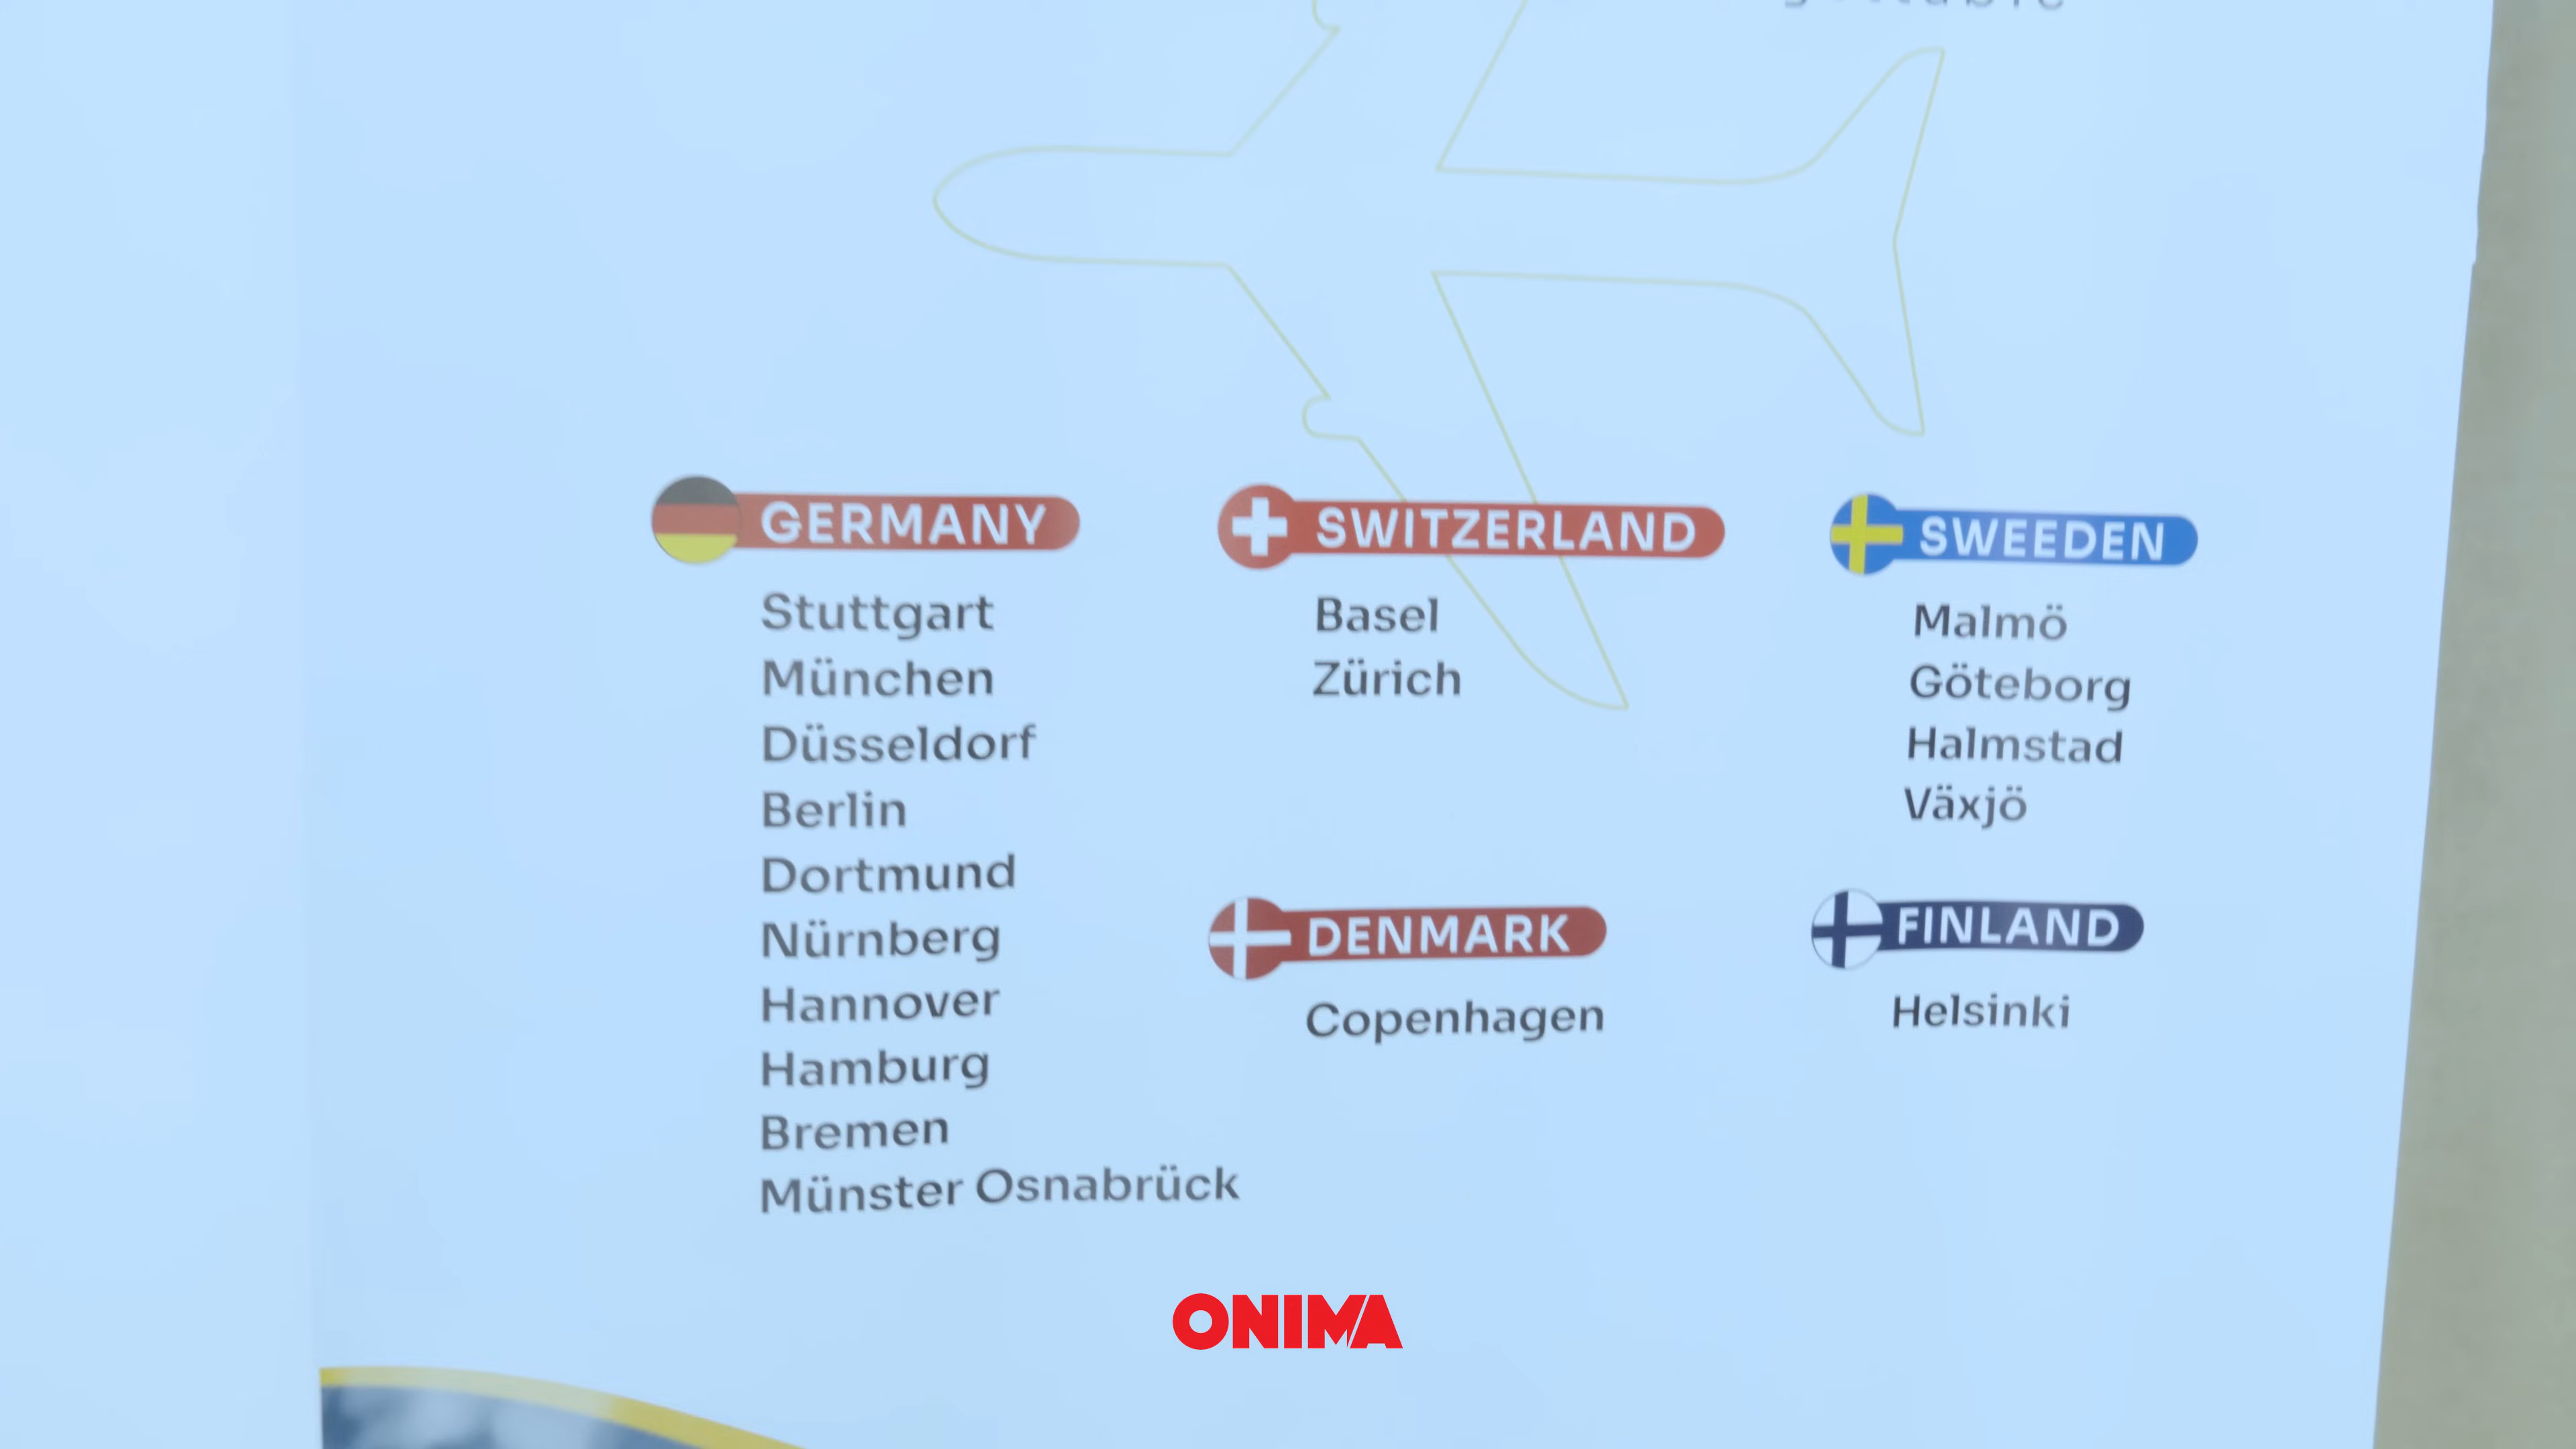 GERMANY
Stuttgart
München
Düsseldorf
Berlin
Dortmund
Nürnberg
Hannover
Hamburg
Bremen
Münster Osnabrück
SWITZERLAND
Basel
Zürich
DENMARK
Copenhagen
SWEEDEN
Malmö
Göteborg
Halmstad
Växjö
FINLAND
Helsinki
ONIMA